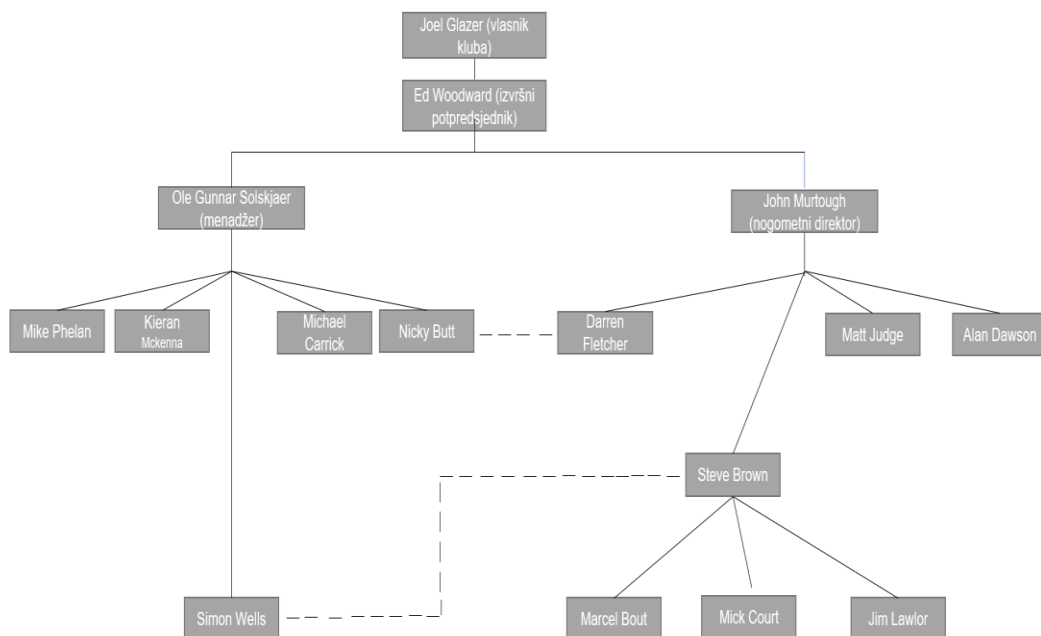 Joel Glazer (vlasnik
kluba)
Ed Woodward (izvršni
potpredsjednik)
Ole Gunnar Solskjaer
(menadžer)
John Murtough
(nogometni direktor)
Mike Phelan
Kieran
Mckenna
Michael
Carrick
Nicky Butt
Darren
Fletcher
Matt Judge
Alan Dawson
Steve Brown
Simon Wells
Marcel Bout
Mick Court
Jim Lawlor